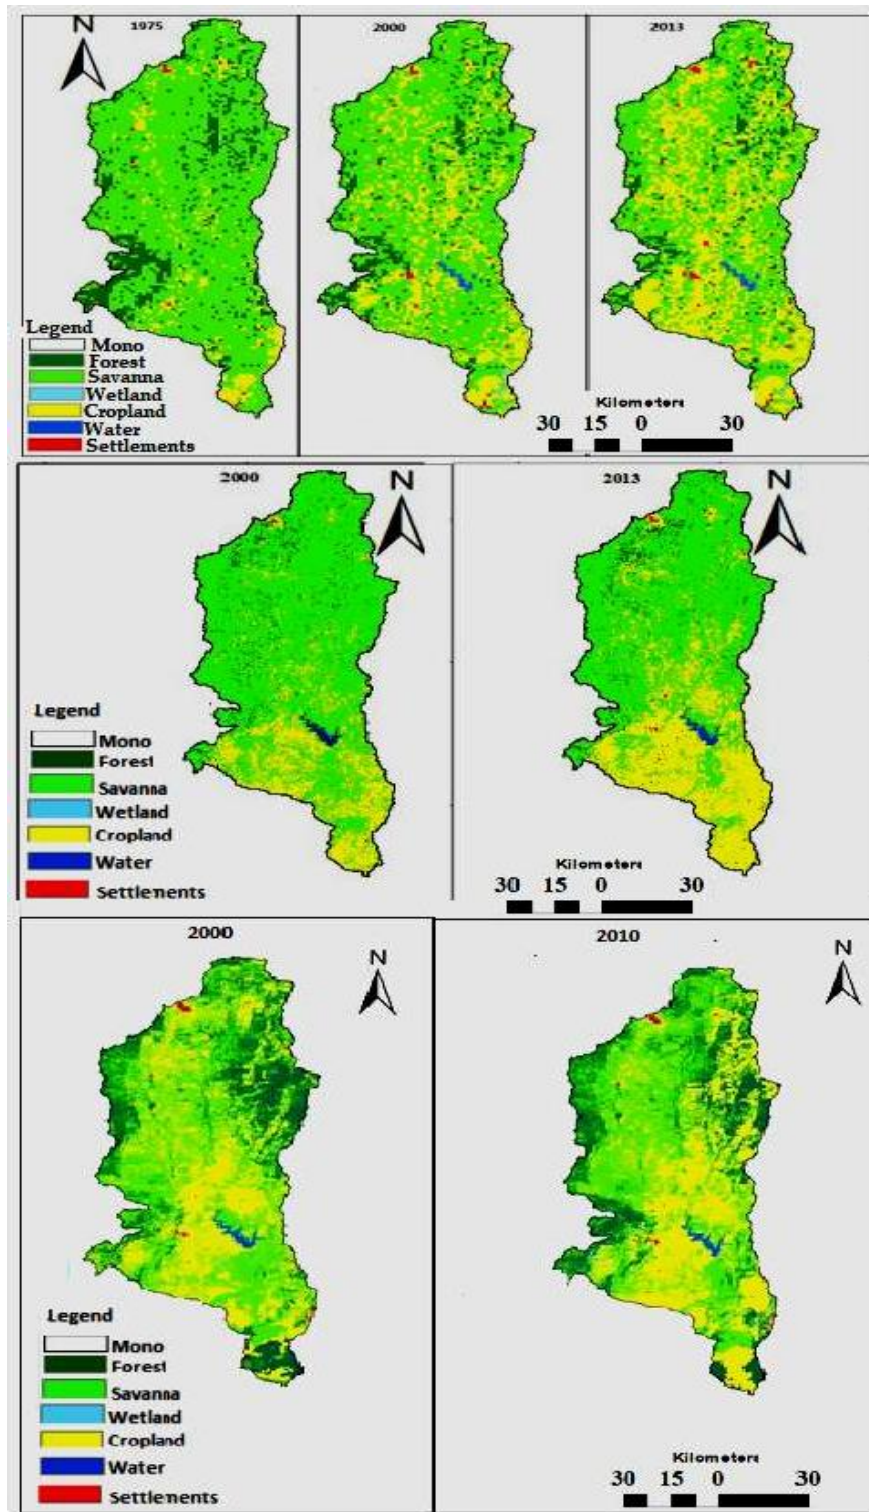 N
1975
2000
2013
Legend
Mono
Forest
Savanna
Wetland
Cropland
Water
Settlements
Kilometers
30 15 0 30
2000
N
2013
N
Legend
Mono
Forest
Savanna
Wetland
Cropland
Water
Settlements
Kilometers
30 15 0 30
2000
N
2010
N
Legend
Mono
Forest
Savanna
Wetland
Cropland
Water
Settlements
Kilometers
30 15 0 30